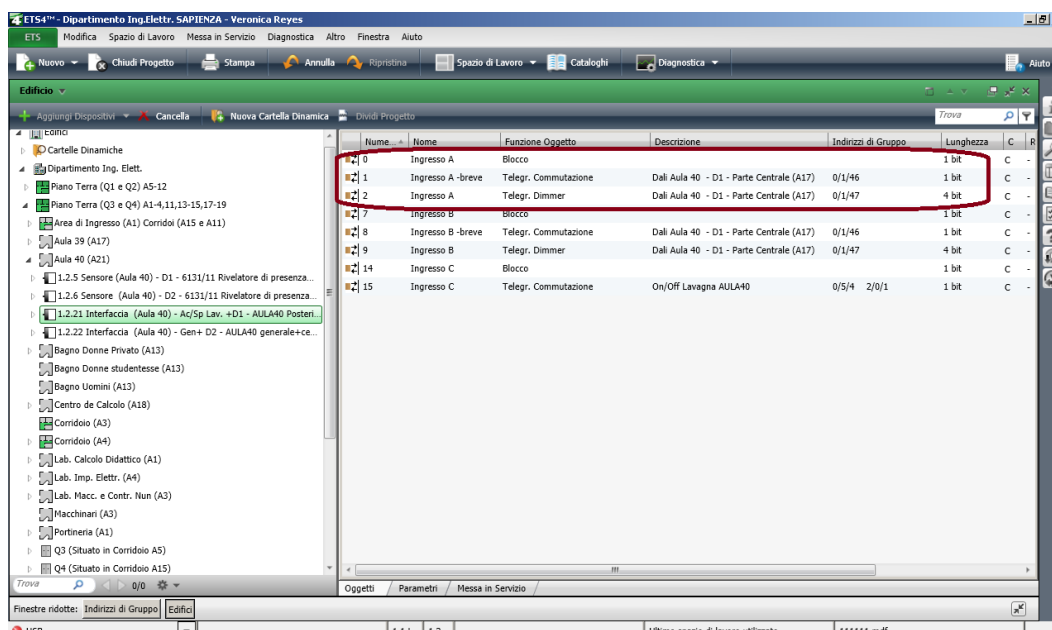 ETS4™ - Dipartimento Ing.Elettr. SAPIENZA - Veronica Reyes
ETS Modifica Spazio di Lavoro Messa in Servizio Diagnostica Altro Finestra Aiuto
Nuovo Chiudi Progetto Stampa Annulla Ripristina Spazio di Lavoro Cataloghi Diagnostica Aiuto
Edificio
Aggiungi Dispositivi Cancella Nuova Cartella Dinamica Dividi Progetto Trova
Edifici
Cartelle Dinamiche
Dipartimento Ing. Elett.
Piano Terra (Q1 e Q2) A5-12
Piano Terra (Q3 e Q4) A1-4,11,13-15,17-19
Area di Ingresso (A1) Corridoi (A15 e A11)
Aula 39 (A17)
Aula 40 (A21)
1.2.5 Sensore (Aula 40) - D1 - 6131/11 Rivelatore di presenza...
1.2.6 Sensore (Aula 40) - D2 - 6131/11 Rivelatore di presenza...
1.2.21 Interfaccia (Aula 40) - Ac/Sp Lav. +D1 - AULA40 Posteri...
1.2.22 Interfaccia (Aula 40) - Gen+ D2 - AULA40 generale+ce...
Bagno Donne Privato (A13)
Bagno Donne studentesse (A13)
Bagno Uomini (A13)
Centro de Calcolo (A18)
Corridoio (A3)
Corridoio (A4)
Lab. Calcolo Didattico (A1)
Lab. Imp. Elettr. (A4)
Lab. Macc. e Contr. Nun (A3)
Macchinari (A3)
Portineria (A1)
Q3 (Situato in Corridoio A5)
Q4 (Situato in Corridoio A15)
Trova 0/0
Nume... Nome Funzione Oggetto Descrizione Indirizzi di Gruppo Lunghezza C R
0 Ingresso A Blocco 1 bit C -
1 Ingresso A -breve Telegr. Commutazione Dali Aula 40 - D1 - Parte Centrale (A17) 0/1/46 1 bit C -
2 Ingresso A Telegr. Dimmer Dali Aula 40 - D1 - Parte Centrale (A17) 0/1/47 4 bit C -
7 Ingresso B Blocco 1 bit C -
8 Ingresso B -breve Telegr. Commutazione Dali Aula 40 - D1 - Parte Centrale (A17) 0/1/46 1 bit C -
9 Ingresso B Telegr. Dimmer Dali Aula 40 - D1 - Parte Centrale (A17) 0/1/47 4 bit C -
14 Ingresso C Blocco 1 bit C -
15 Ingresso C Telegr. Commutazione On/Off Lavagna AULA40 0/5/4 2/0/1 1 bit C -
Oggetti Parametri Messa in Servizio
Finestre ridotte: Indirizzi di Gruppo Edifici